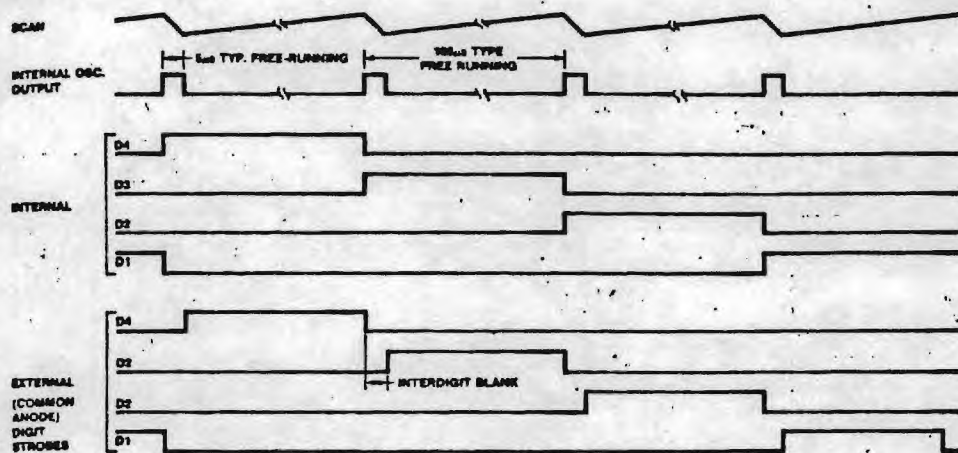 SCAN
5µs TYP. FREE-RUNNING
FREE RUNNING
INTERNAL OSC.
OUTPUT
D4
D3
INTERNAL
D2
D1
D4
D2
INTERDIGIT BLANK
EXTERNAL
(COMMON
ANODE)
DIGIT
STROBES
D2
D1